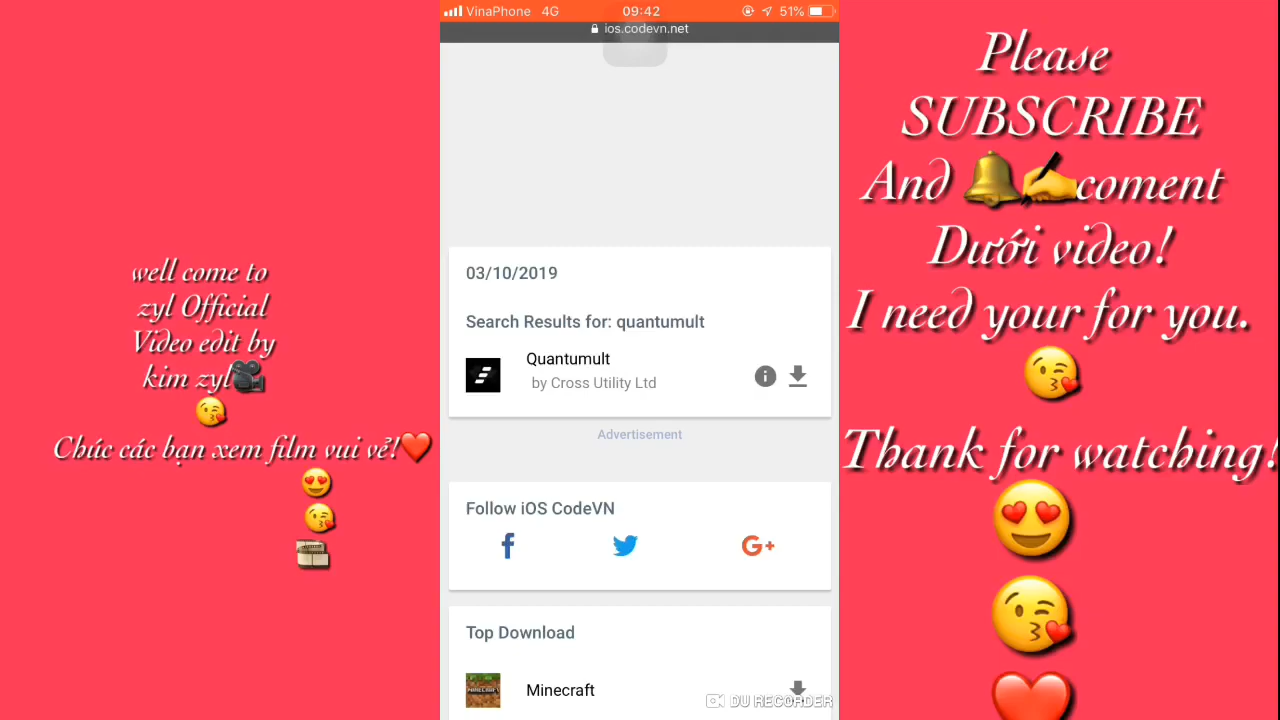 well come to
zyl Official
Video edit by
kim zyl🎥
😘
Chúc các bạn xem film vui vẻ!❤️
😍
😘
🎞️
VinaPhone 4G 09:42 51%
ios.codevn.net
03/10/2019
Search Results for: quantumult
Quantumult
by Cross Utility Ltd
Advertisement
Follow iOS CodeVN
Top Download
Minecraft
DU RECORDER
Please
SUBSCRIBE
And 🔔✍️coment
Dưới video!
I need your for you.
😘
Thank for watching!
😍
😘
❤️